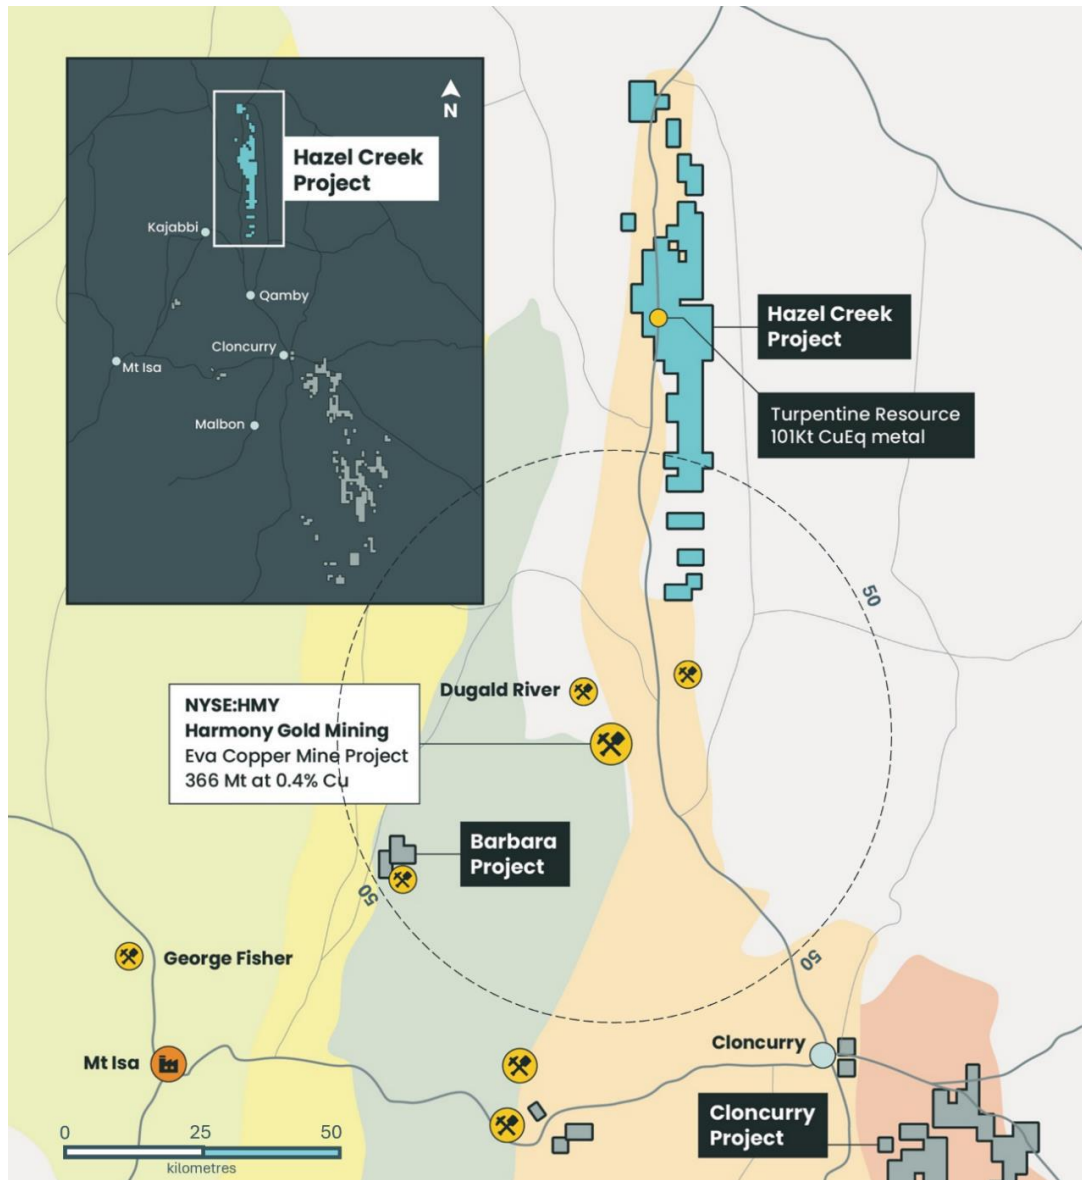 N
Hazel Creek
Project
Kajabbi
Qamby
Cloncurry
Mt Isa
Malbon
Hazel Creek
Project
Turpentine Resource
101Kt CuEq metal
50
Dugald River
NYSE:HMY
Harmony Gold Mining
Eva Copper Mine Project
366 Mt at 0.4% Cu
Barbara
Project
50
George Fisher
50
Mt Isa
Cloncurry
Cloncurry
Project
0 25 50
kilometres